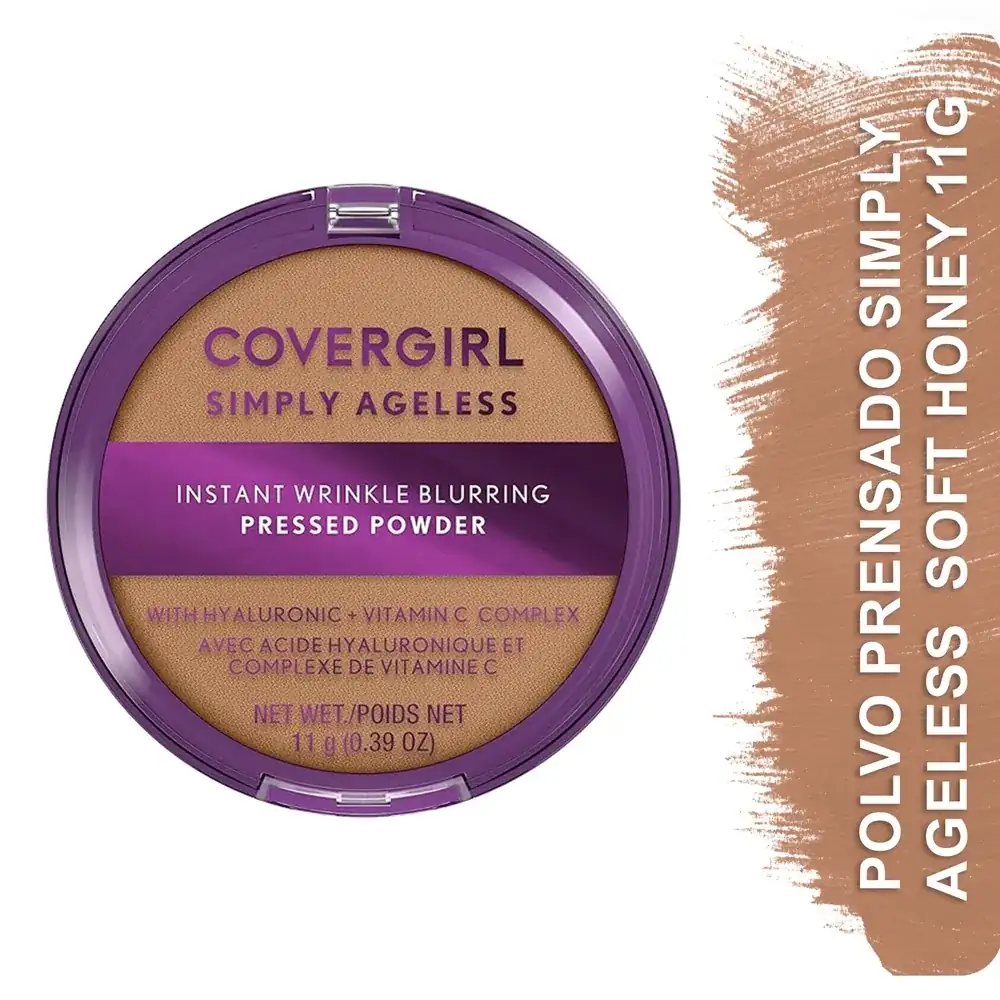 COVERGIRL
SIMPLY AGELESS
INSTANT WRINKLE BLURRING
PRESSED POWDER
WITH HYALURONIC + VITAMIN C COMPLEX
AVEC ACIDE HYALURONIQUE ET
COMPLEXE DE VITAMINE C
NET WET./POIDS NET
11 g (0.39 OZ)
POLVO PRENSADO SIMPLY
AGELESS SOFT HONEY 11G